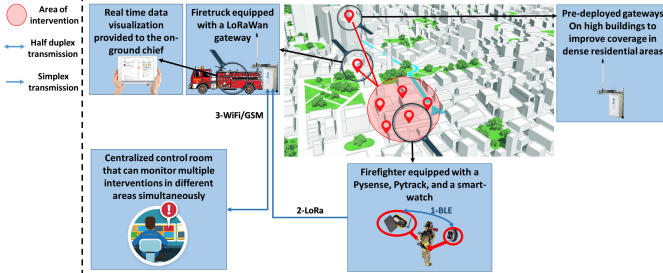 Area of
intervention
Half duplex
transmission
Simplex
transmission
Real time data
visualization
provided to the on-
ground chief
Firetruck equipped
with a LoRaWan
gateway
Pre-deployed gateways
On high buildings to
improve coverage in
dense residential areas
3-WiFi/GSM
Centralized control room
that can monitor multiple
interventions in different
areas simultaneously
2-LoRa
Firefighter equipped with a
Pysense, Pytrack, and a smart-
watch
1-BLE